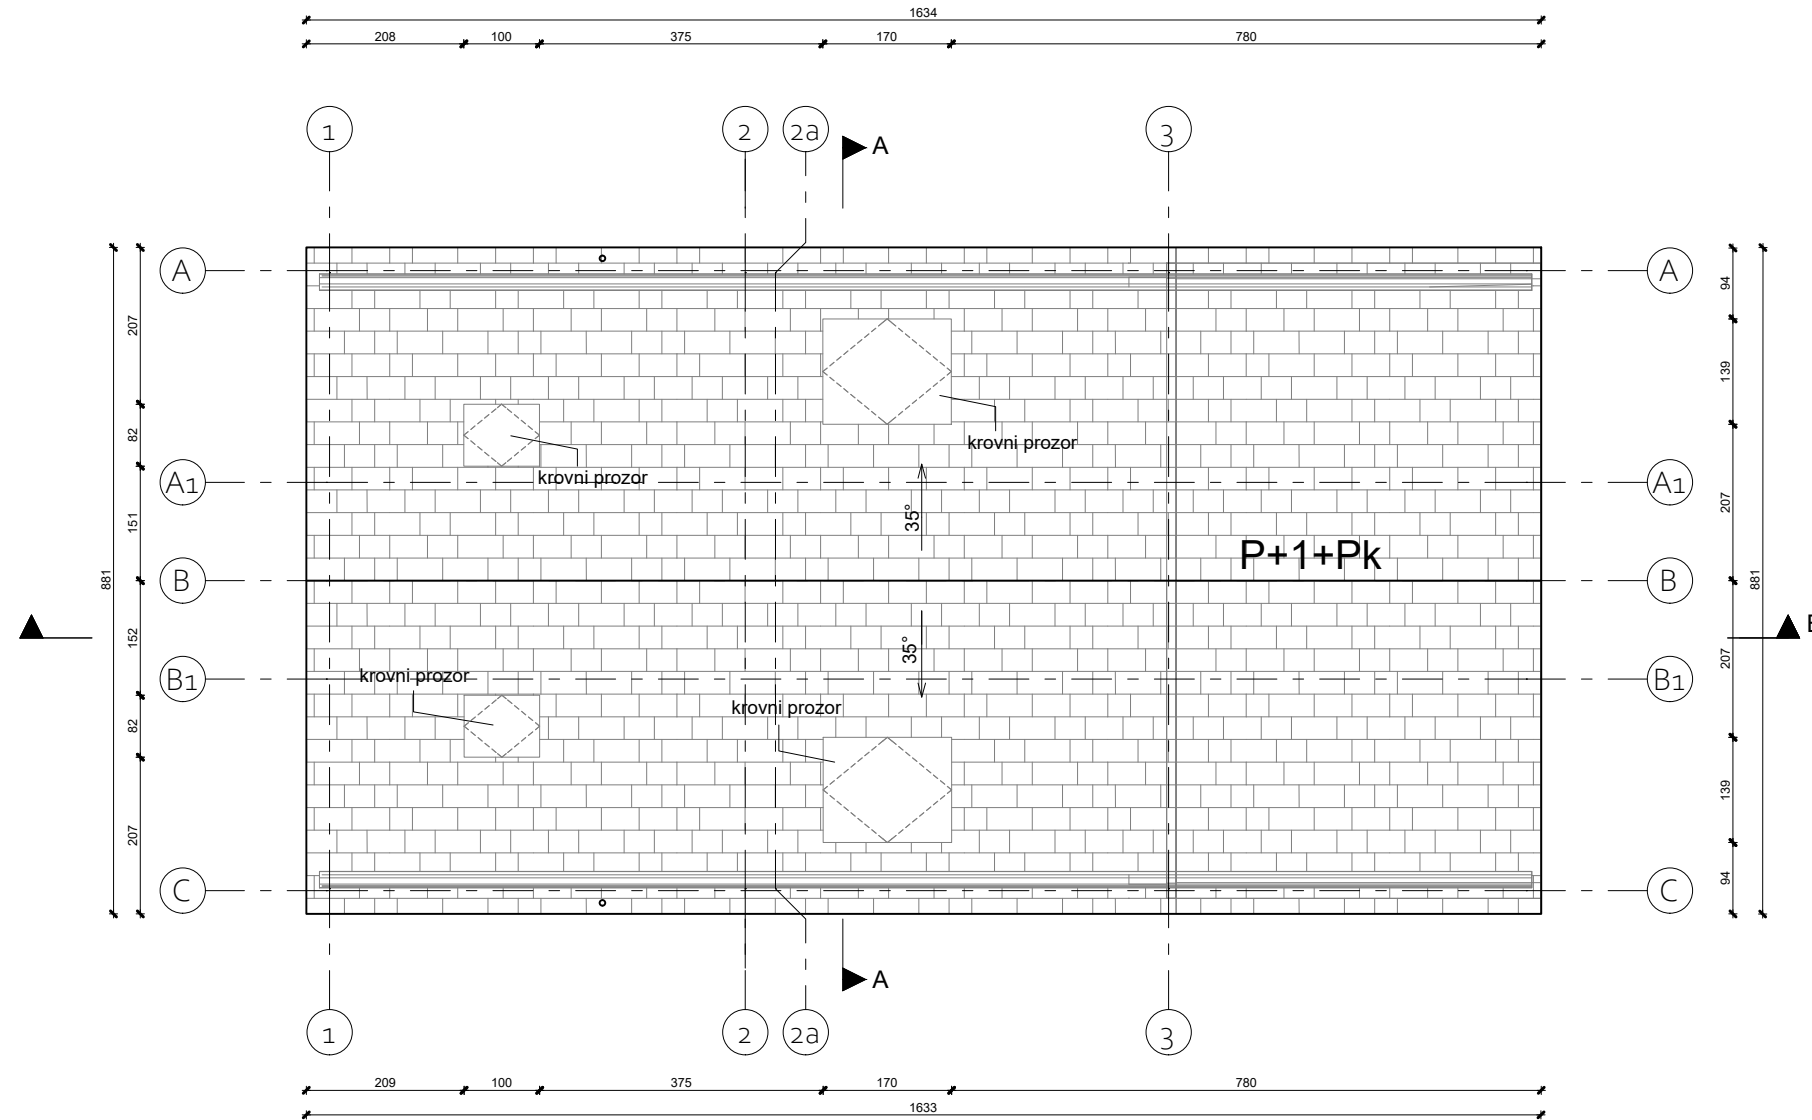 1634
208 100 375 170 780
1 2 2a 3
A
A A
207 94
82 139
krovni prozor
krovni prozor
A1 A1
151 35° 207
P+1+Pk
881 B B 881
152 35° 207
B
krovni prozor
B1 B1
krovni prozor
82 139
207 94
C C
A
1 2 2a 3
209 100 375 170 780
1633